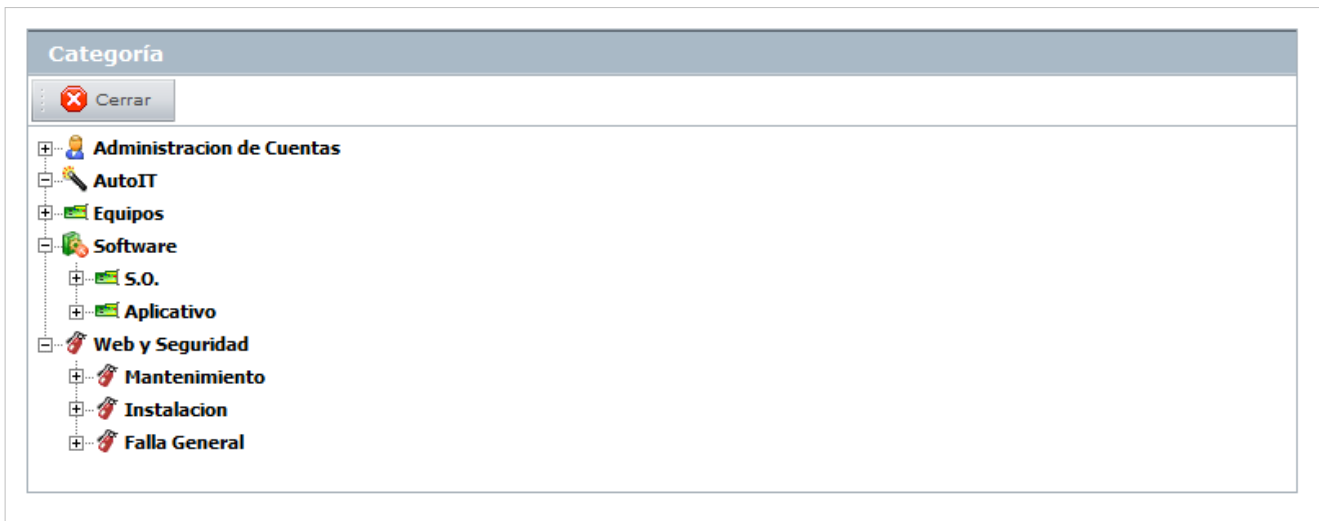 Categoría
Cerrar
Administracion de Cuentas
AutoIT
Equipos
Software
S.O.
Aplicativo
Web y Seguridad
Mantenimiento
Instalacion
Falla General